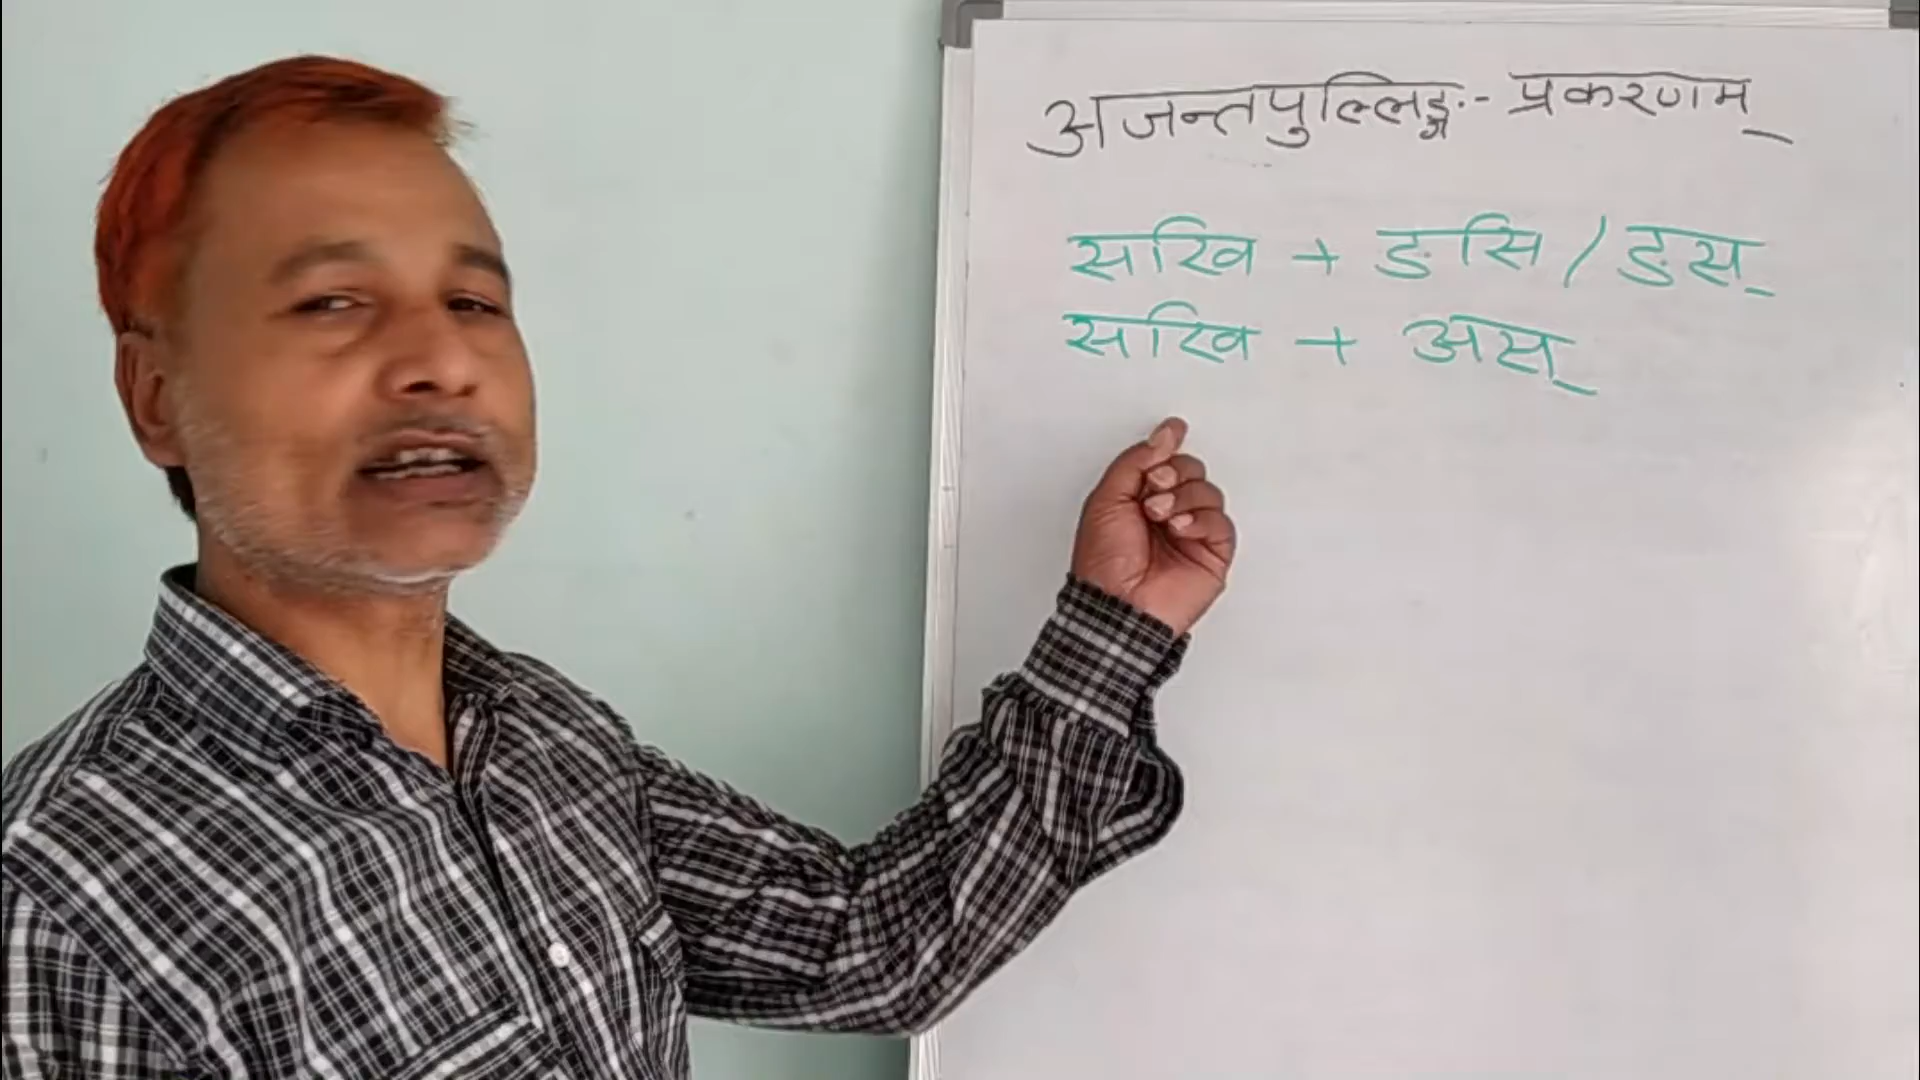 अजन्तपुल्लिङ्ग:- प्रकरणम्
सखि + ङसि / ङस्
सखि + अस्